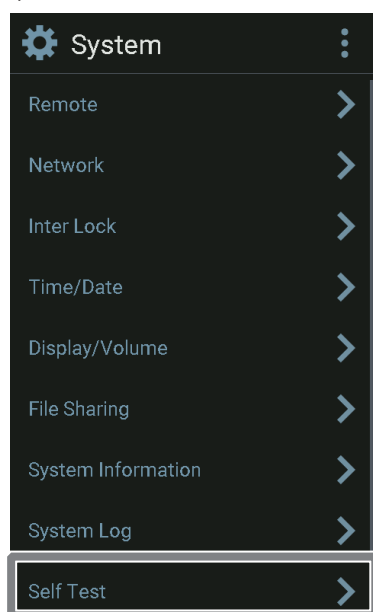 System
Remote
Network
Inter Lock
Time/Date
Display/Volume
File Sharing
System Information
System Log
Self Test